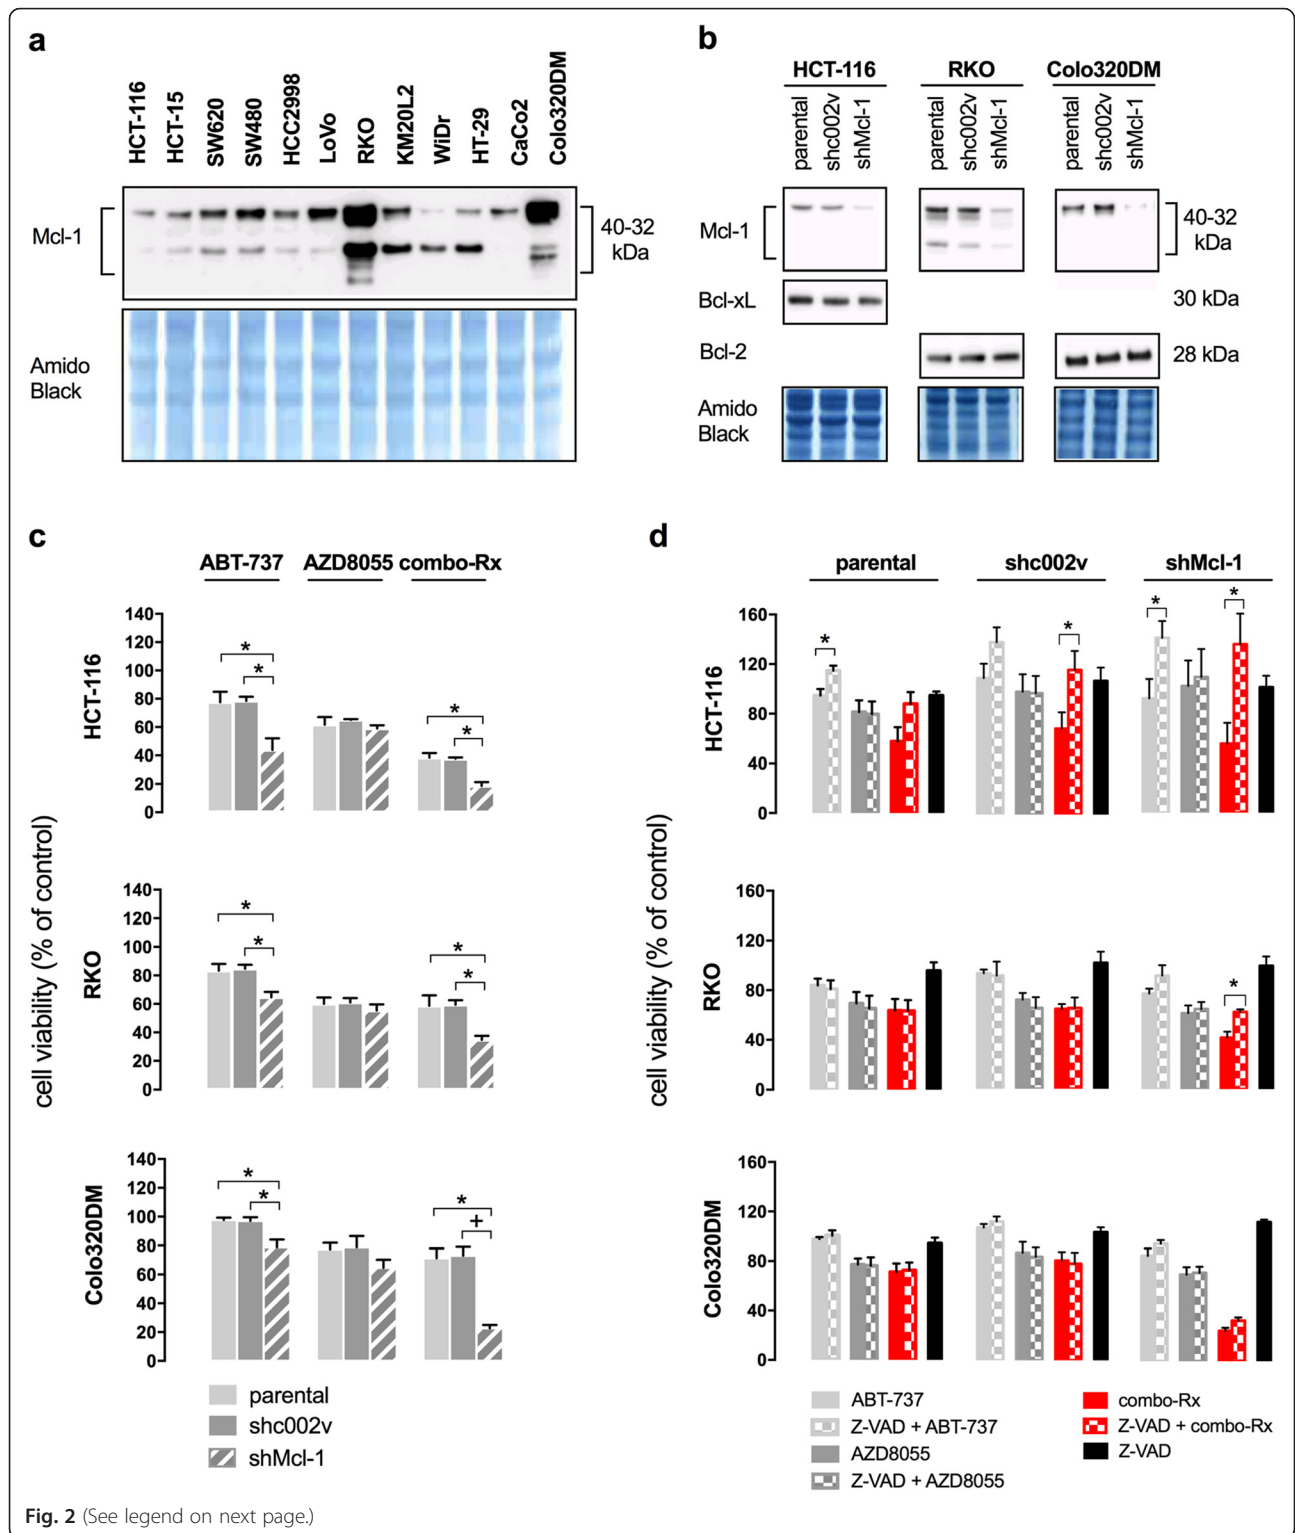 a
HCT-116
HCT-15
SW620
SW480
HCC2998
LoVo
RKO
KM20L2
WiDr
HT-29
CaCo2
Colo320DM
Mcl-1
40-32
kDa
Amido
Black
b
HCT-116 RKO Colo320DM
parental
shc002v
shMcl-1
parental
shc002v
shMcl-1
parental
shc002v
shMcl-1
Mcl-1
40-32
kDa
Bcl-xL 30 kDa
Bcl-2 28 kDa
Amido
Black
c
ABT-737 AZD8055 combo-Rx
cell viability (% of control)
HCT-116
140
120
100
80
60
40
20
0
* * * *
RKO
140
120
100
80
60
40
20
0
* * * *
Colo320DM
140
120
100
80
60
40
20
0
* * * +
parental
shc002v
shMcl-1
d
parental shc002v shMcl-1
cell viability (% of control)
HCT-116
160
120
80
40
0
* * * *
RKO
160
120
80
40
0
*
Colo320DM
160
120
80
40
0
ABT-737
Z-VAD + ABT-737
AZD8055
Z-VAD + AZD8055
combo-Rx
Z-VAD + combo-Rx
Z-VAD
Fig. 2 (See legend on next page.)